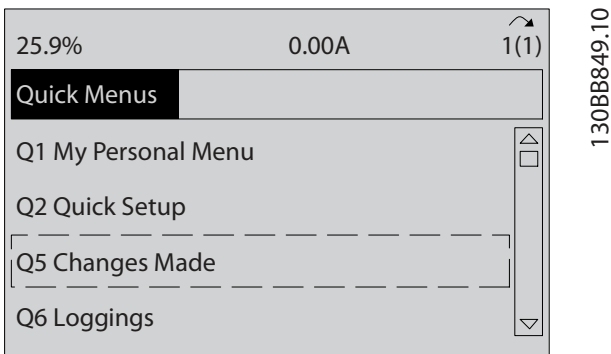 25.9% 0.00A 1(1)
Quick Menus
Q1 My Personal Menu
Q2 Quick Setup
Q5 Changes Made
Q6 Loggings
130BB849.10